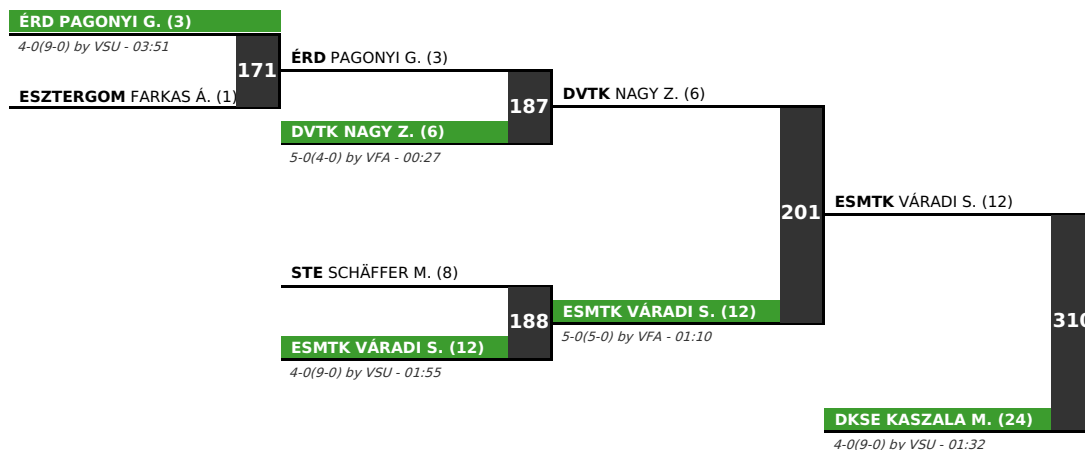 ÉRD PAGONYI G. (3)
4-0(9-0) by VSU - 03:51
171
ESZTERGOM FARKAS Á. (1)
ÉRD PAGONYI G. (3)
187
DVTK NAGY Z. (6)
5-0(4-0) by VFA - 00:27
DVTK NAGY Z. (6)
201
STE SCHÄFFER M. (8)
188
ESMTK VÁRADI S. (12)
4-0(9-0) by VSU - 01:55
ESMTK VÁRADI S. (12)
5-0(5-0) by VFA - 01:10
ESMTK VÁRADI S. (12)
310
DKSE KASZALA M. (24)
4-0(9-0) by VSU - 01:32